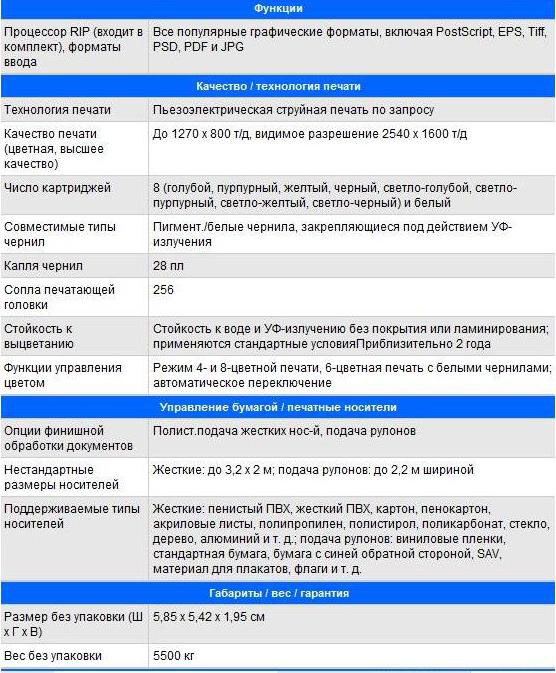 Функции
Процессор RIP (входит в
комплект), форматы
ввода
Все популярные графические форматы, включая PostScript, EPS, Tiff,
PSD, PDF и JPG
Качество / технология печати
Технология печати
Пьезоэлектрическая струйная печать по запросу
Качество печати
(цветная, высшее
качество)
До 1270 x 800 т/д, видимое разрешение 2540 x 1600 т/д
Число картриджей
8 (голубой, пурпурный, желтый, черный, светло-голубой, светло-
пурпурный, светло-желтый, светло-черный) и белый
Совместимые типы
чернил
Пигмент./белые чернила, закрепляющиеся под действием УФ-
излучения
Капля чернил
28 пл
Сопла печатающей
головки
256
Стойкость к
выцветанию
Стойкость к воде и УФ-излучению без покрытия или ламинирования;
применяются стандартные условияПриблизительно 2 года
Функции управления
цветом
Режим 4- и 8-цветной печати, 6-цветная печать с белыми чернилами;
автоматическое переключение
Управление бумагой / печатные носители
Опции финишной
обработки документов
Полист.подача жестких нос-й, подача рулонов
Нестандартные
размеры носителей
Жесткие: до 3,2 x 2 м; подача рулонов: до 2,2 м шириной
Поддерживаемые типы
носителей
Жесткие: пенистый ПВХ, жесткий ПВХ, картон, пенокартон,
акриловые листы, полипропилен, полистирол, поликарбонат, стекло,
дерево, алюминий и т. д.; подача рулонов: виниловые пленки,
стандартная бумага, бумага с синей обратной стороной, SAV,
материал для плакатов, флаги и т. д.
Габариты / вес / гарантия
Размер без упаковки (Ш
x Г x В)
5,85 x 5,42 x 1,95 см
Вес без упаковки
5500 кг